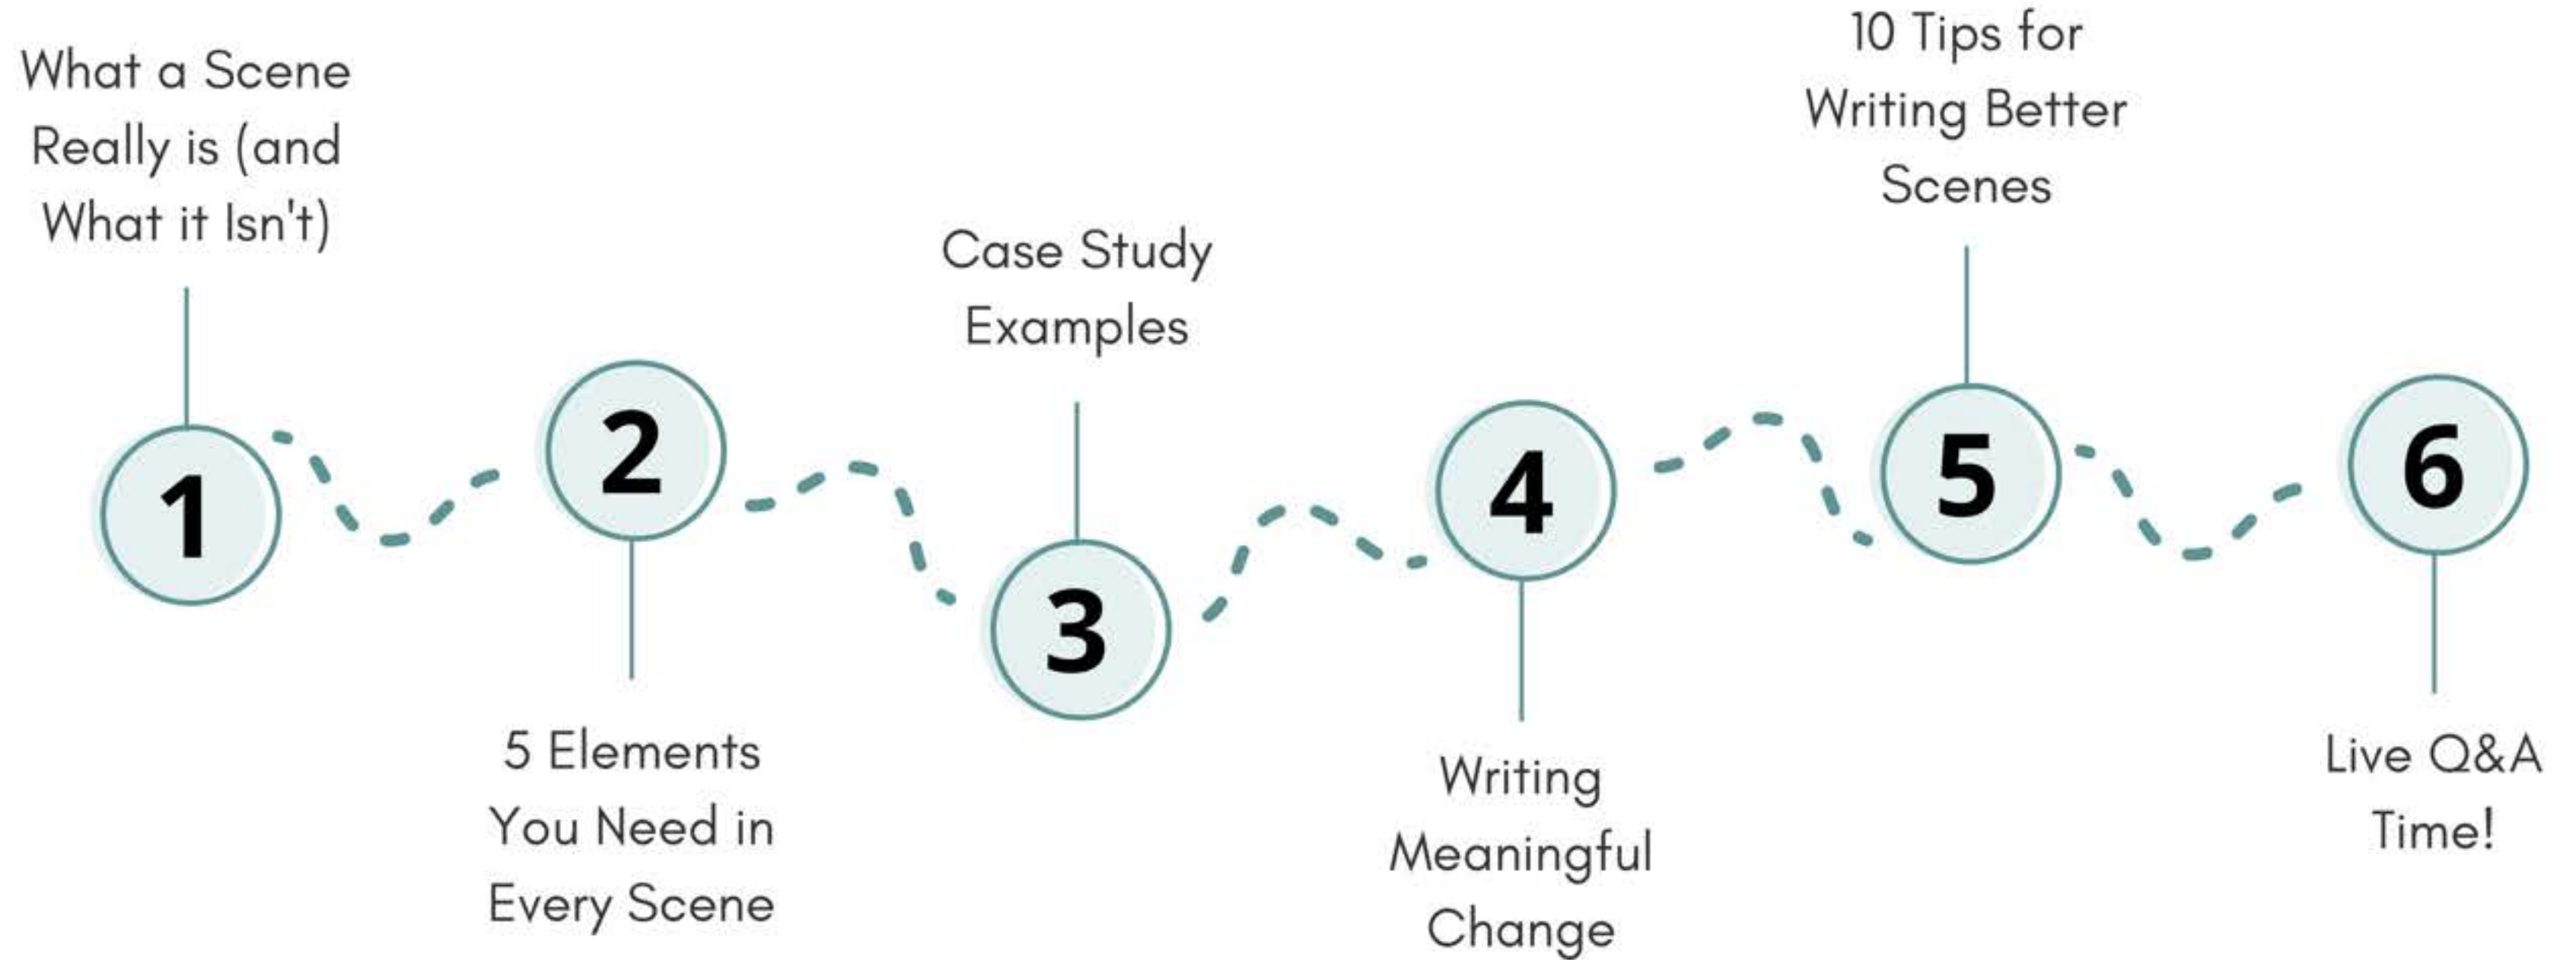 What a Scene
Really is (and
What it Isn't)
1
2
5 Elements
You Need in
Every Scene
Case Study
Examples
3
4
Writing
Meaningful
Change
10 Tips for
Writing Better
Scenes
5
6
Live Q&A
Time!